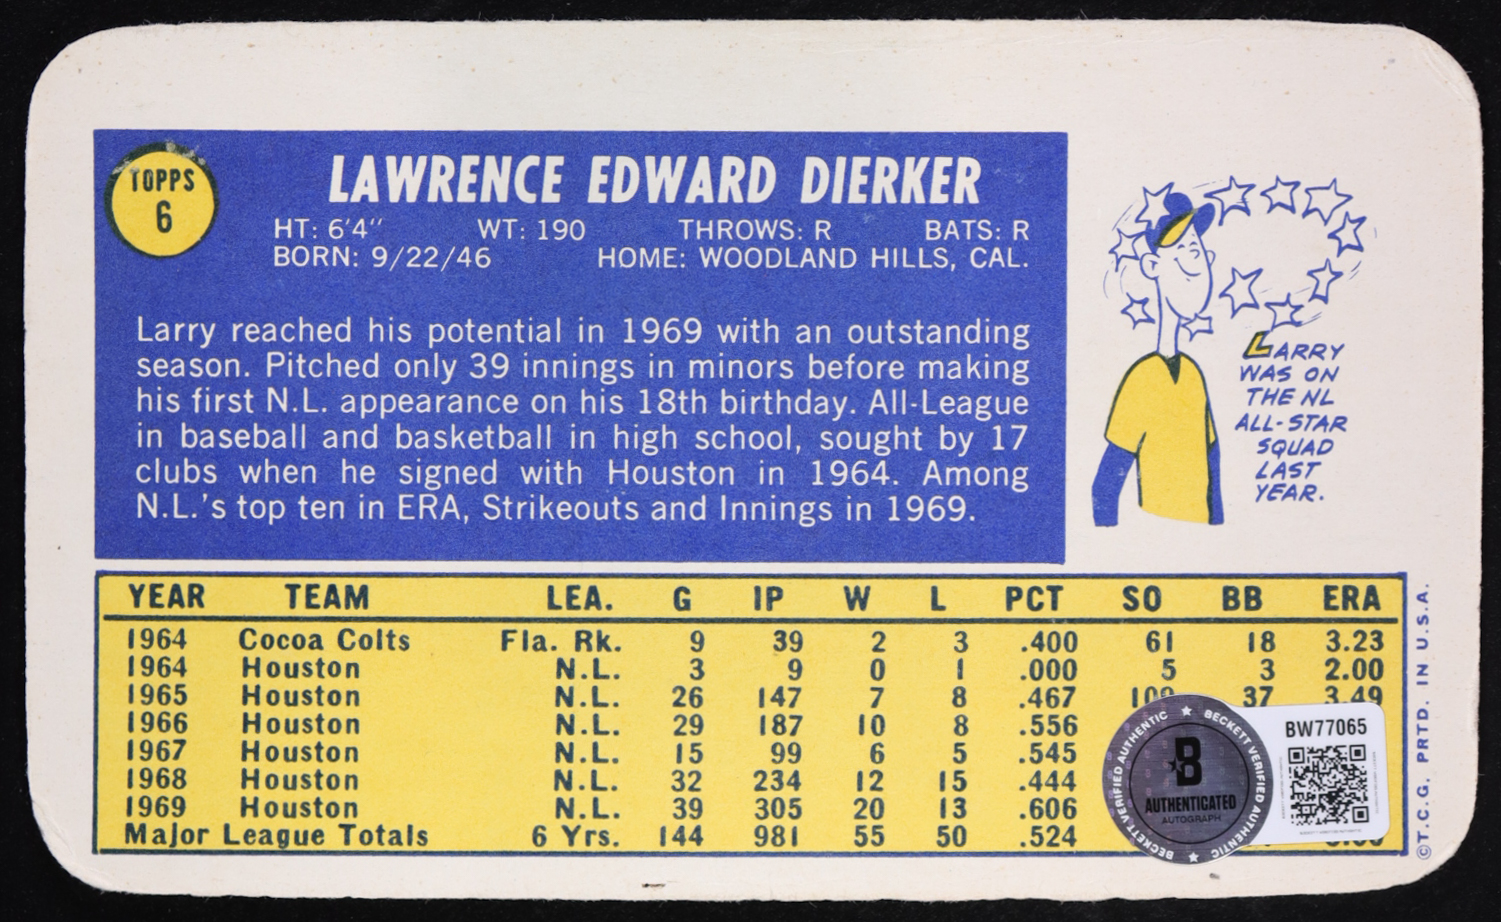 TOPPS
6
LAWRENCE EDWARD DIERKER
HT: 6'4" WT: 190 THROWS: R BATS: R
BORN: 9/22/46 HOME: WOODLAND HILLS, CAL.
Larry reached his potential in 1969 with an outstanding
season. Pitched only 39 innings in minors before making
his first N.L. appearance on his 18th birthday. All-League
in baseball and basketball in high school, sought by 17
clubs when he signed with Houston in 1964. Among
N.L.'s top ten in ERA, Strikeouts and Innings in 1969.
LARRY
WAS ON
THE NL
ALL-STAR
SQUAD
LAST
YEAR.
YEAR TEAM LEA. G IP W L PCT SO BB ERA
1964 Cocoa Colts Fla. Rk. 9 39 2 3 .400 61 18 3.23
1964 Houston N.L. 3 9 0 1 .000 5 3 2.00
1965 Houston N.L. 26 147 7 8 .467 109 37 3.49
1966 Houston N.L. 29 187 10 8 .556
1967 Houston N.L. 15 99 6 5 .545
1968 Houston N.L. 32 234 12 15 .444
1969 Houston N.L. 39 305 20 13 .606
Major League Totals 6 Yrs. 144 981 55 50 .524
©T.C.G. PRTD. IN U.S.A.
BECKETT VERIFIED AUTHENTIC
BECKETT VERIFIED AUTHENTIC
B
AUTHENTICATED
AUTOGRAPH
BW77065